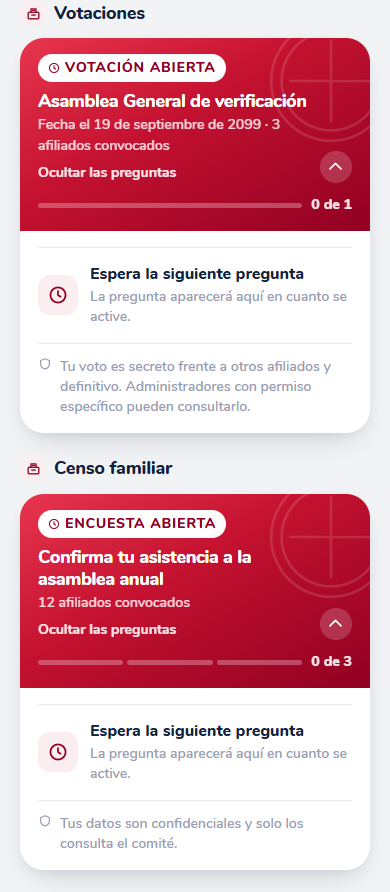 Votaciones
VOTACIÓN ABIERTA
Asamblea General de verificación
Fecha el 19 de septiembre de 2099 · 3
afiliados convocados
Ocultar las preguntas
0 de 1
Espera la siguiente pregunta
La pregunta aparecerá aquí en cuanto se
active.
Tu voto es secreto frente a otros afiliados y
definitivo. Administradores con permiso
específico pueden consultarlo.
Censo familiar
ENCUESTA ABIERTA
Confirma tu asistencia a la
asamblea anual
12 afiliados convocados
Ocultar las preguntas
0 de 3
Espera la siguiente pregunta
La pregunta aparecerá aquí en cuanto se
active.
Tus datos son confidenciales y solo los
consulta el comité.